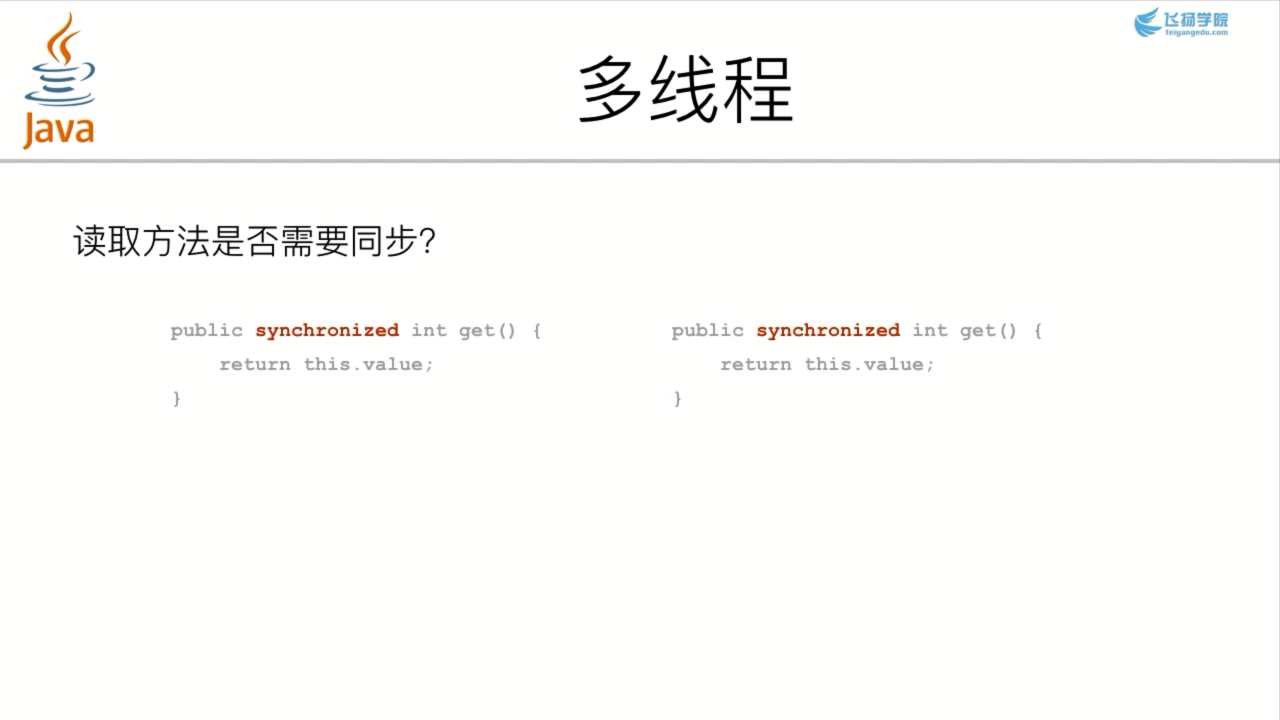 飞扬学院
feiyangedu.com
Java
多线程
读取方法是否需要同步？
public synchronized int get() {
    return this.value;
}
public synchronized int get() {
    return this.value;
}